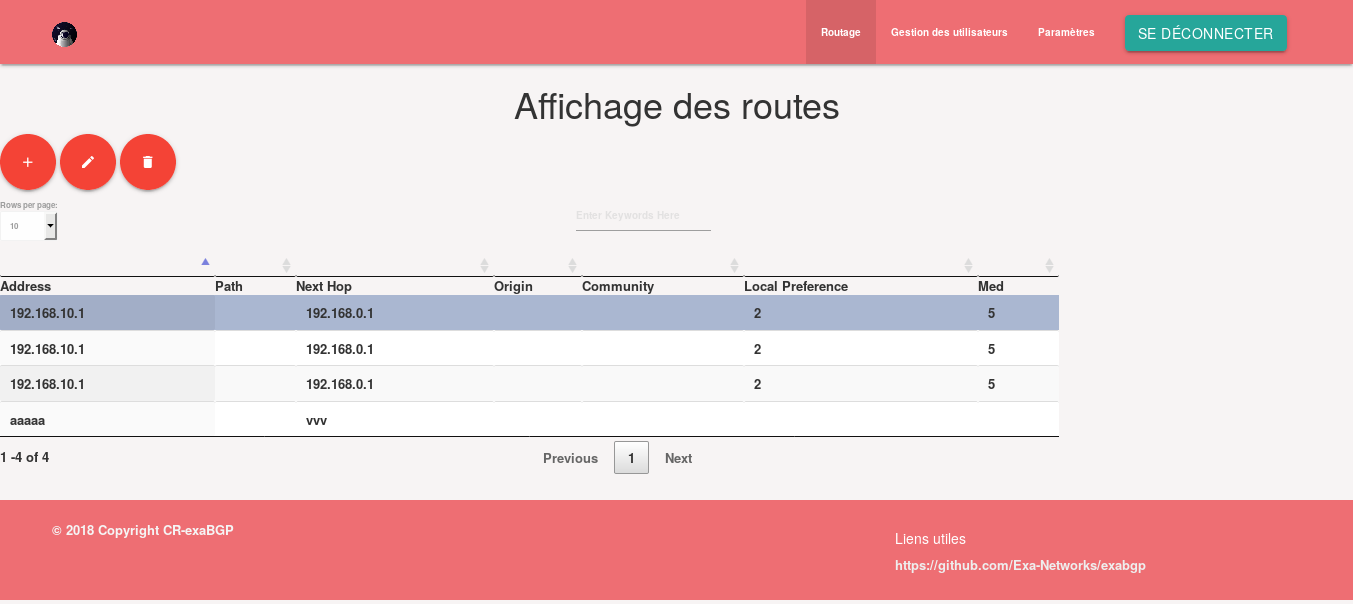 Routage Gestion des utilisateurs Paramètres SE DÉCONNECTER
Affichage des routes
Rows per page:
10
Enter Keywords Here
Address Path Next Hop Origin Community Local Preference Med
192.168.10.1 192.168.0.1 2 5
192.168.10.1 192.168.0.1 2 5
192.168.10.1 192.168.0.1 2 5
aaaaa vvv
1 -4 of 4 Previous 1 Next
© 2018 Copyright CR-exaBGP
Liens utiles
https://github.com/Exa-Networks/exabgp